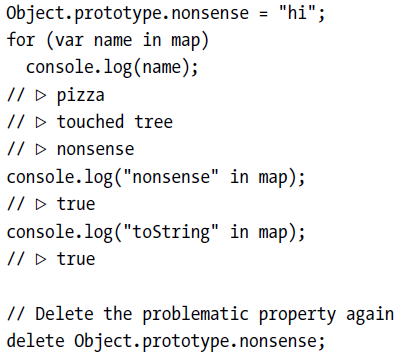 Object.prototype.nonsense = "hi";
for (var name in map)
  console.log(name);
// ▷ pizza
// ▷ touched tree
// ▷ nonsense
console.log("nonsense" in map);
// ▷ true
console.log("toString" in map);
// ▷ true

// Delete the problematic property again
delete Object.prototype.nonsense;